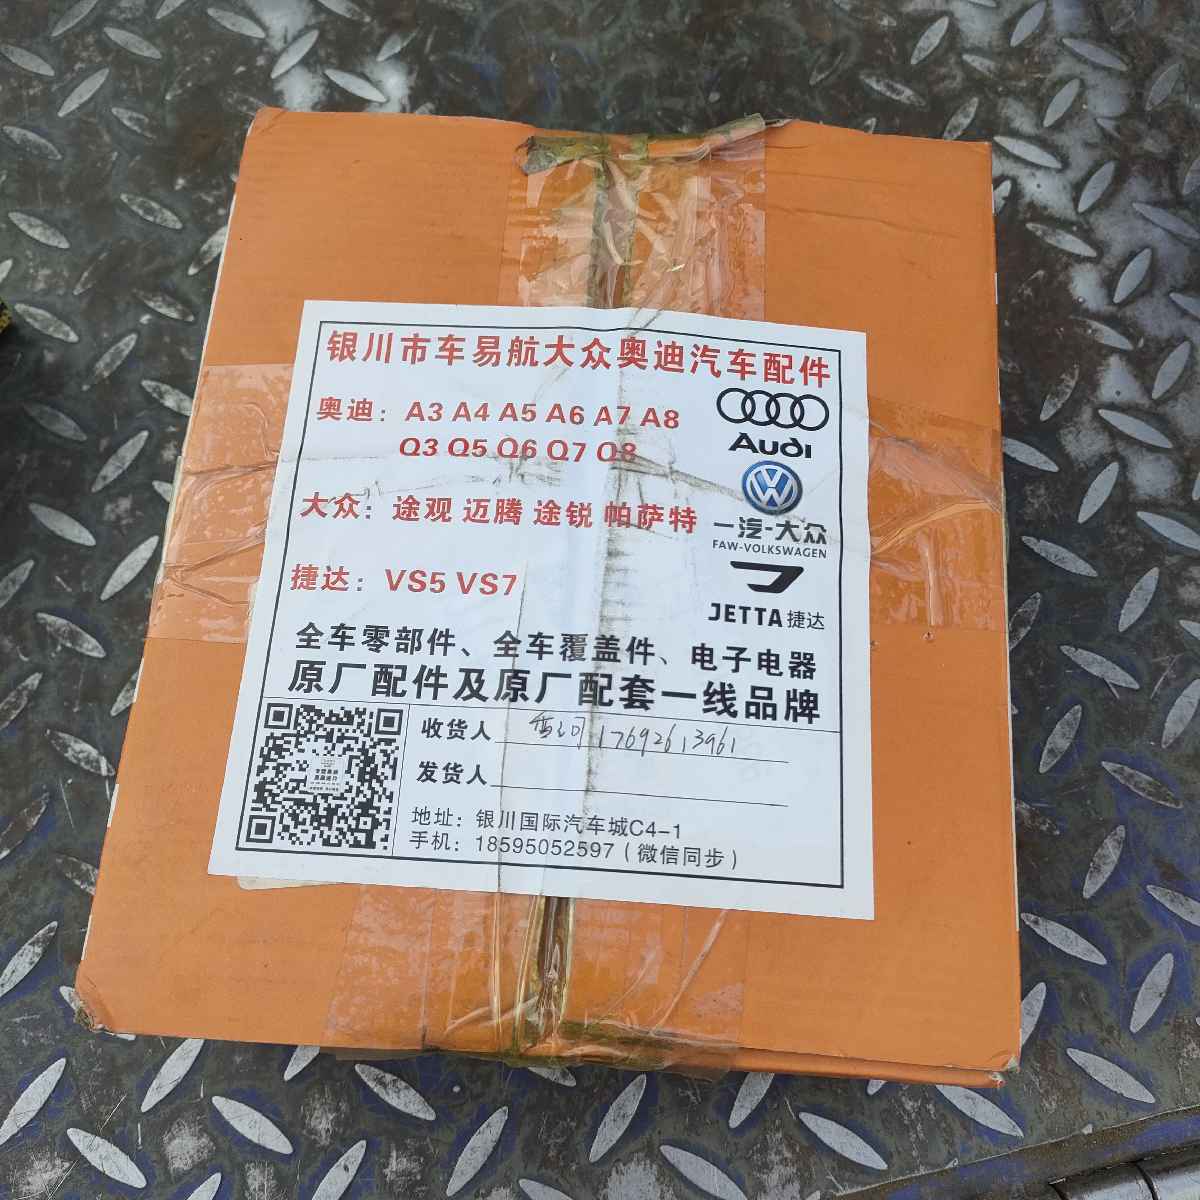 银川市车易航大众奥迪汽车配件
奥迪：A3 A4 A5 A6 A7 A8
Q3 Q5 Q6 Q7 Q8
Audi
大众：途观 迈腾 途锐 帕萨特
一汽-大众
FAW-VOLKSWAGEN
捷达：VS5 VS7
JETTA 捷达
全车零部件、全车覆盖件、电子电器
原厂配件及原厂配套一线品牌
收货人 17692613961
发货人
地址：银川国际汽车城C4-1
手机：18595052597（微信同步）